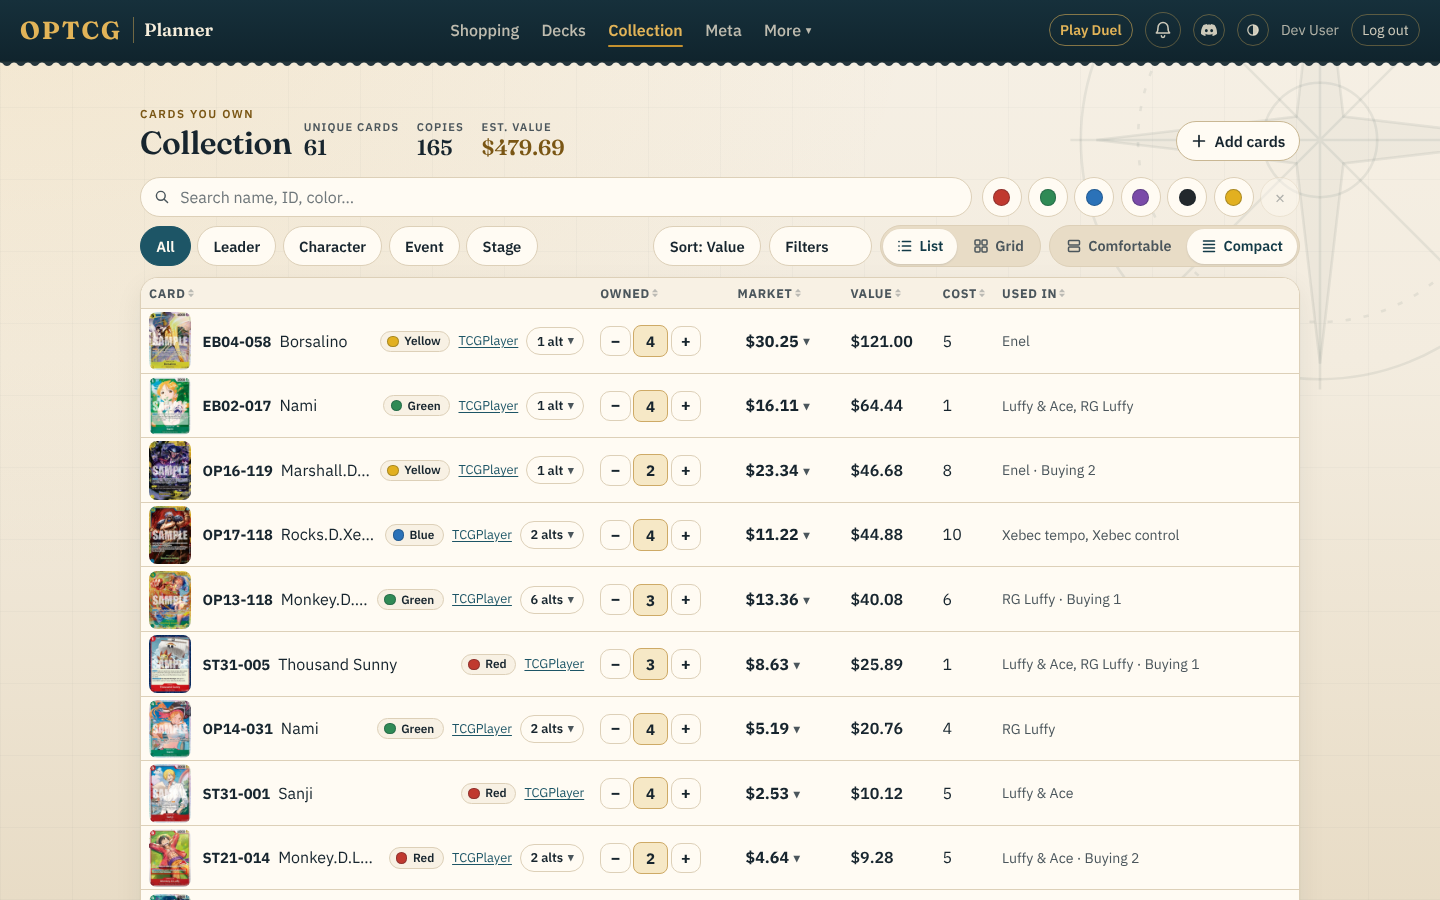 OPTCG Planner Shopping Decks Collection Meta More ▾ Play Duel Dev User Log out
CARDS YOU OWN
Collection
UNIQUE CARDS COPIES EST. VALUE
61 165 $479.69
+ Add cards
Search name, ID, color...
All Leader Character Event Stage Sort: Value Filters List Grid Comfortable Compact
CARD OWNED MARKET VALUE COST USED IN
EB04-058 Borsalino Yellow TCGPlayer 1 alt ▾ − 4 + $30.25 ▾ $121.00 5 Enel
EB02-017 Nami Green TCGPlayer 1 alt ▾ − 4 + $16.11 ▾ $64.44 1 Luffy & Ace, RG Luffy
OP16-119 Marshall.D... Yellow TCGPlayer 1 alt ▾ − 2 + $23.34 ▾ $46.68 8 Enel · Buying 2
OP17-118 Rocks.D.Xe... Blue TCGPlayer 2 alts ▾ − 4 + $11.22 ▾ $44.88 10 Xebec tempo, Xebec control
OP13-118 Monkey.D.... Green TCGPlayer 6 alts ▾ − 3 + $13.36 ▾ $40.08 6 RG Luffy · Buying 1
ST31-005 Thousand Sunny Red TCGPlayer − 3 + $8.63 ▾ $25.89 1 Luffy & Ace, RG Luffy · Buying 1
OP14-031 Nami Green TCGPlayer 2 alts ▾ − 4 + $5.19 ▾ $20.76 4 RG Luffy
ST31-001 Sanji Red TCGPlayer − 4 + $2.53 ▾ $10.12 5 Luffy & Ace
ST21-014 Monkey.D.L... Red TCGPlayer 2 alts ▾ − 2 + $4.64 ▾ $9.28 5 Luffy & Ace · Buying 2